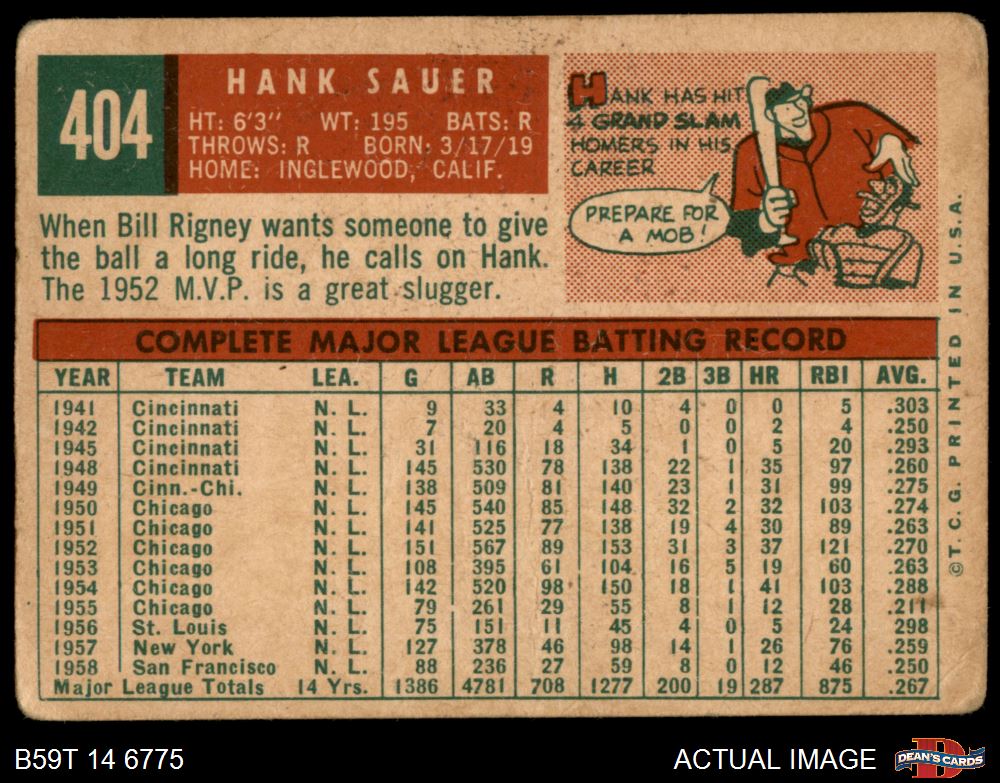 404
HANK SAUER
HT: 6'3" WT: 195 BATS: R
THROWS: R BORN: 3/17/19
HOME: INGLEWOOD, CALIF.
When Bill Rigney wants someone to give
the ball a long ride, he calls on Hank.
The 1952 M.V.P. is a great slugger.
HANK HAS HIT
4 GRAND SLAM
HOMERS IN HIS
CAREER
PREPARE FOR
A MOB!
COMPLETE MAJOR LEAGUE BATTING RECORD
YEAR TEAM LEA. G AB R H 2B 3B HR RBI AVG.
1941 Cincinnati N. L. 9 33 4 10 4 0 0 5 .303
1942 Cincinnati N. L. 7 20 4 5 0 0 2 4 .250
1945 Cincinnati N. L. 31 116 18 34 1 0 5 20 .293
1948 Cincinnati N. L. 145 530 78 138 22 1 35 97 .260
1949 Cinn.-Chi. N. L. 138 509 81 140 23 1 31 99 .275
1950 Chicago N. L. 145 540 85 148 32 2 32 103 .274
1951 Chicago N. L. 141 525 77 138 19 4 30 89 .263
1952 Chicago N. L. 151 567 89 153 31 3 37 121 .270
1953 Chicago N. L. 108 395 61 104 16 5 19 60 .263
1954 Chicago N. L. 142 520 98 150 18 1 41 103 .288
1955 Chicago N. L. 79 261 29 55 8 1 12 28 .211
1956 St. Louis N. L. 75 151 11 45 4 0 5 24 .298
1957 New York N. L. 127 378 46 98 14 1 26 76 .259
1958 San Francisco N. L. 88 236 27 59 8 0 12 46 .250
Major League Totals 14 Yrs. 1386 4781 708 1277 200 19 287 875 .267
©T. C. G. PRINTED IN U.S.A.
B59T 14 6775
ACTUAL IMAGE
DEAN'S CARDS